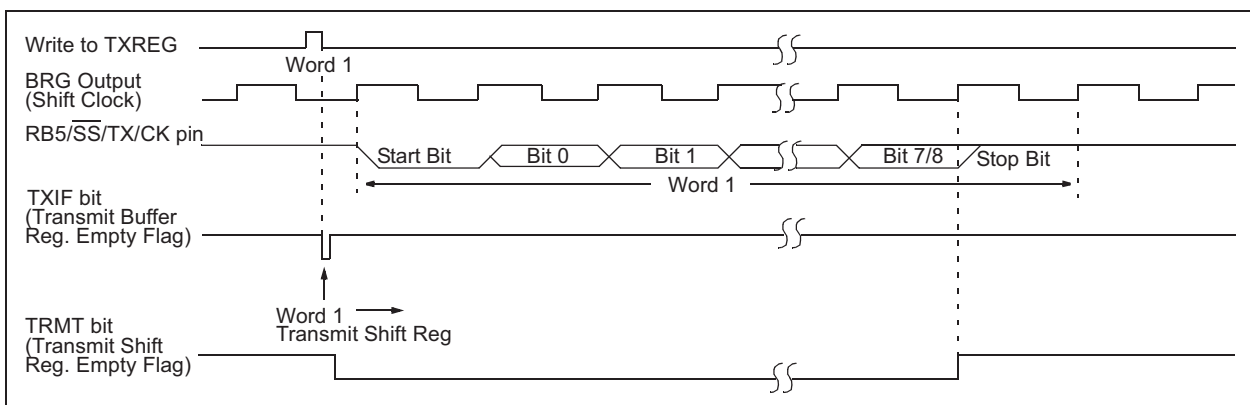 Write to TXREG
Word 1
BRG Output
(Shift Clock)
RB5/SS/TX/CK pin
Start Bit
Bit 0
Bit 1
Bit 7/8
Stop Bit
Word 1
TXIF bit
(Transmit Buffer
Reg. Empty Flag)
Word 1
Transmit Shift Reg
TRMT bit
(Transmit Shift
Reg. Empty Flag)